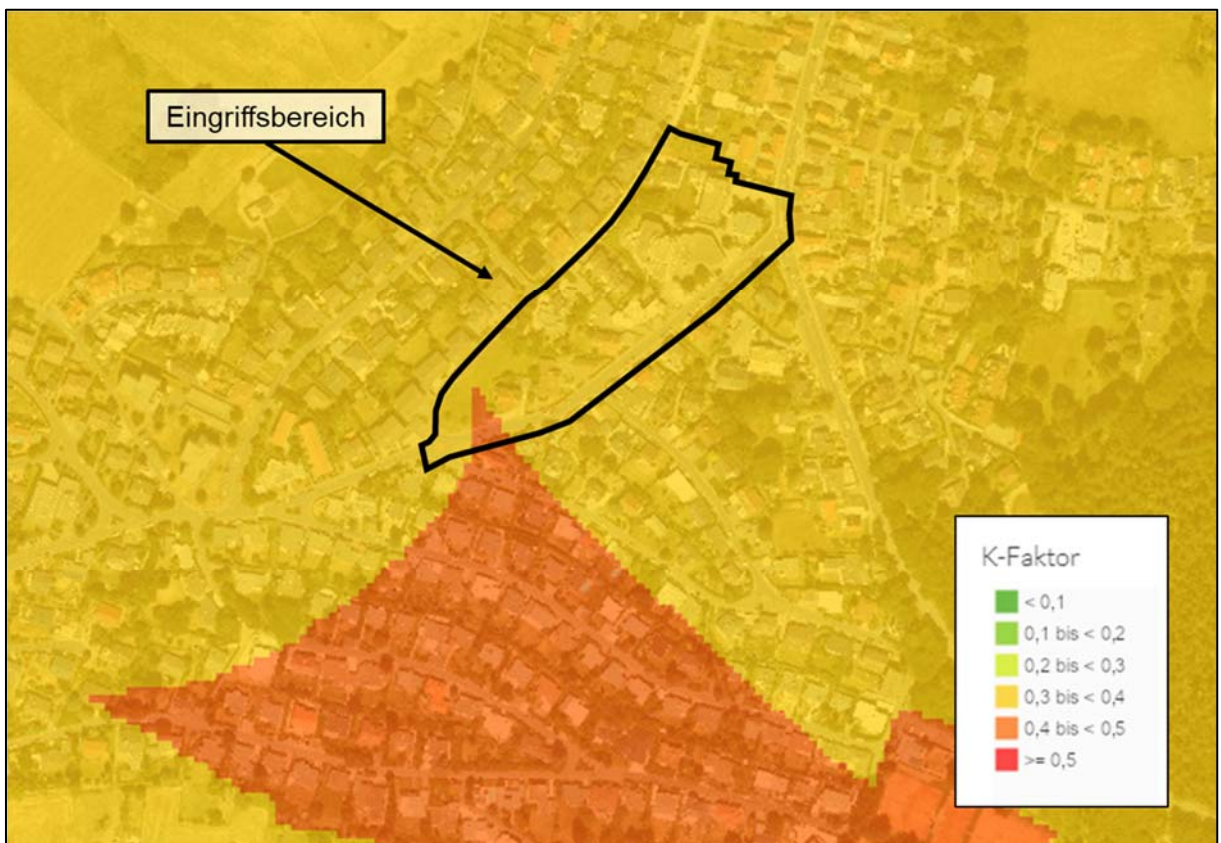 Eingriffsbereich
K-Faktor
< 0,1
0,1 bis < 0,2
0,2 bis < 0,3
0,3 bis < 0,4
0,4 bis < 0,5
>= 0,5